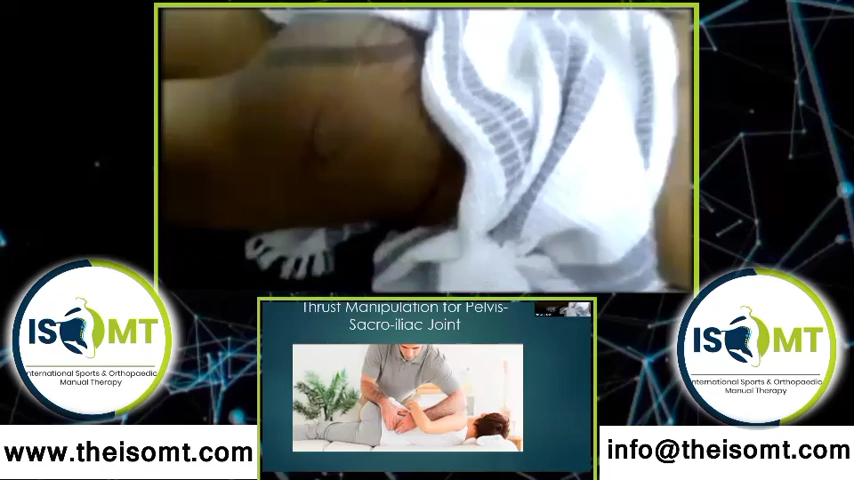 Thrust Manipulation for Pelvis-
Sacro-iliac Joint
ISOMT
International Sports & Orthopaedic
Manual Therapy
ISOMT
International Sports & Orthopaedic
Manual Therapy
www.theisomt.com
info@theisomt.com